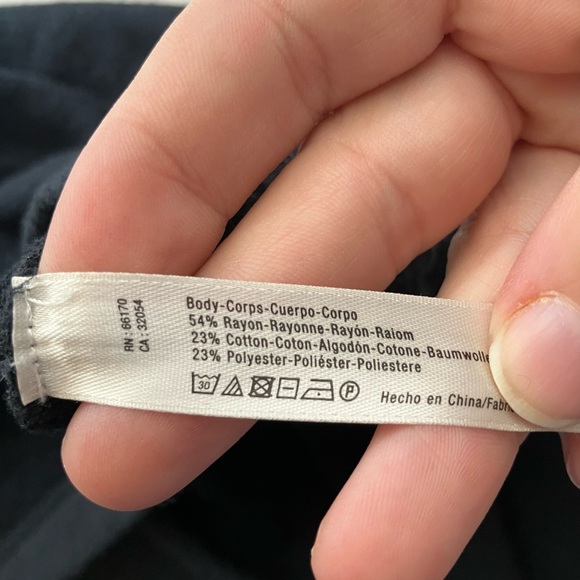 RN : 66170
CA : 32054
Body-Corps-Cuerpo-Corpo
54% Rayon-Rayonne-Rayón-Raiom
23% Cotton-Coton-Algodón-Cotone-Baumwolle
23% Polyester-Poliéster-Poliestere
30
P
Hecho en China/